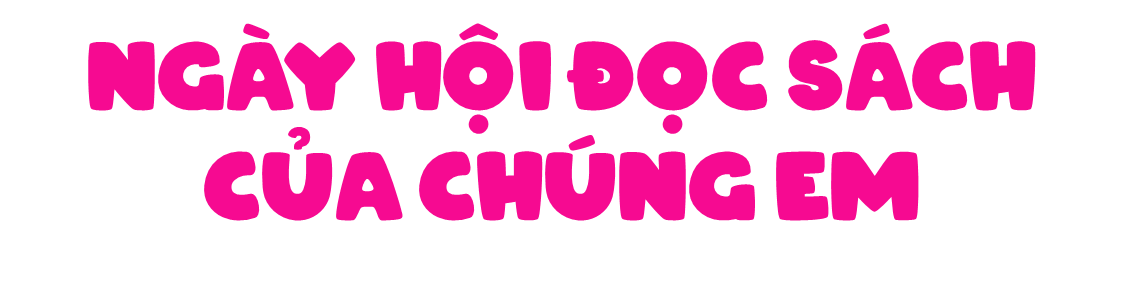 NGÀY HỘI ĐỌC SÁCH
CỦA CHÚNG EM